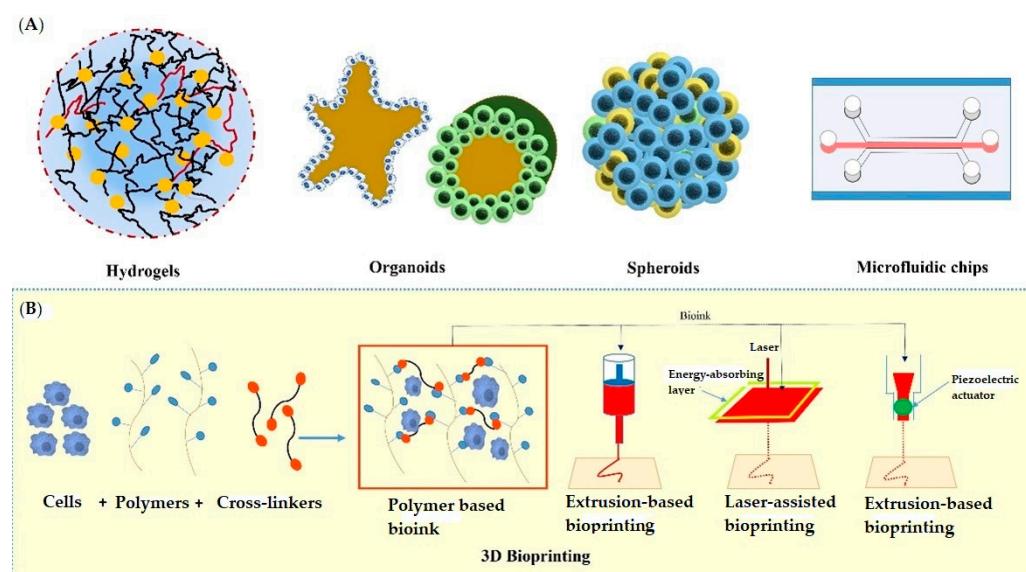 (A)
Hydrogels
Organoids
Spheroids
Microfluidic chips
(B)
Bioink
Laser
Energy-absorbing
layer
Piezoelectric
actuator
Cells + Polymers + Cross-linkers
Polymer based
bioink
Extrusion-based
bioprinting
Laser-assisted
bioprinting
Extrusion-based
bioprinting
3D Bioprinting